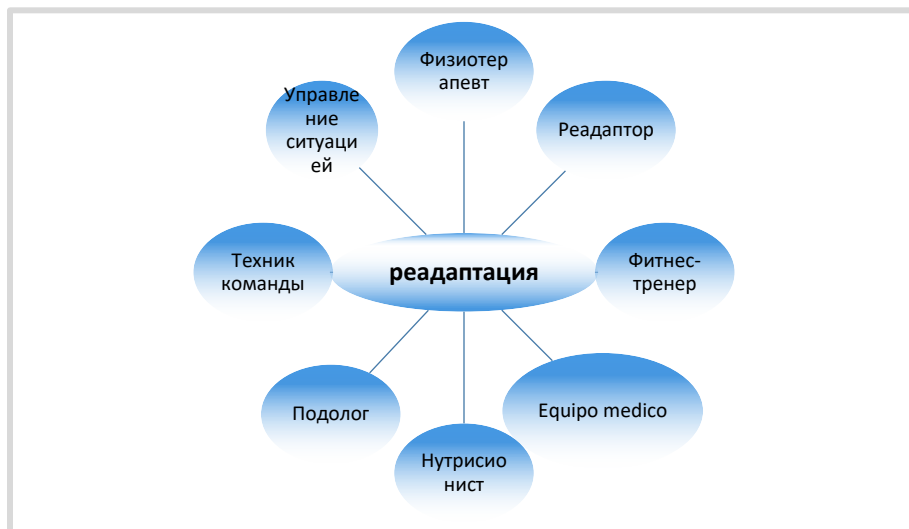 Физиотер
апевт
Управле
ние
ситуаци
ей
Реадаптор
Техник
команды
реадаптация
Фитнес-
тренер
Подолог
Equipo medico
Нутрисио
нист